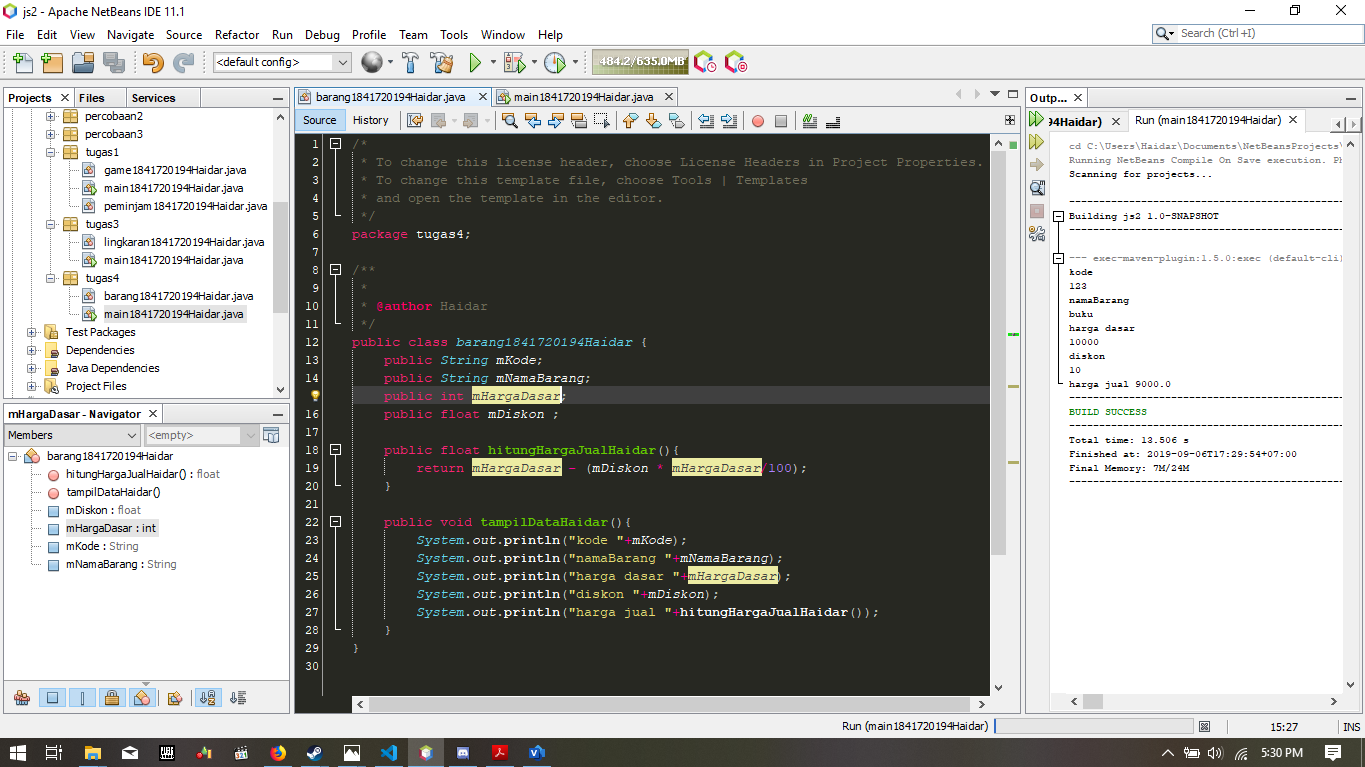 js2 - Apache NetBeans IDE 11.1
File Edit View Navigate Source Refactor Run Debug Profile Team Tools Window Help
Search (Ctrl+I)
<default config>
484.2/635.0MB
Projects Files Services
percobaan2
percobaan3
tugas1
game1841720194Haidar.java
main1841720194Haidar.java
peminjam1841720194Haidar.java
tugas3
lingkaran1841720194Haidar.java
main1841720194Haidar.java
tugas4
barang1841720194Haidar.java
main1841720194Haidar.java
Test Packages
Dependencies
Java Dependencies
Project Files
mHargaDasar - Navigator
Members
<empty>
barang1841720194Haidar
hitungHargaJualHaidar() : float
tampilDataHaidar()
mDiskon : float
mHargaDasar : int
mKode : String
mNamaBarang : String
barang1841720194Haidar.java main1841720194Haidar.java
Source History
1 /*
2 * To change this license header, choose License Headers in Project Properties.
3 * To change this template file, choose Tools | Templates
4 * and open the template in the editor.
5 */
6 package tugas4;
7
8 /**
9 *
10 * @author Haidar
11 */
12 public class barang1841720194Haidar {
13 public String mKode;
14 public String mNamaBarang;
public int mHargaDasar;
16 public float mDiskon ;
17
18 public float hitungHargaJualHaidar(){
19 return mHargaDasar - (mDiskon * mHargaDasar/100);
20 }
21
22 public void tampilDataHaidar(){
23 System.out.println("kode "+mKode);
24 System.out.println("namaBarang "+mNamaBarang);
25 System.out.println("harga dasar "+mHargaDasar);
26 System.out.println("diskon "+mDiskon);
27 System.out.println("harga jual "+hitungHargaJualHaidar());
28 }
29 }
30
Outp...
94Haidar) Run (main1841720194Haidar)
cd C:\Users\Haidar\Documents\NetBeansProjects\
Running NetBeans Compile On Save execution. Ph
Scanning for projects...
Building js2 1.0-SNAPSHOT
--- exec-maven-plugin:1.5.0:exec (default-cli)
kode
123
namaBarang
buku
harga dasar
10000
diskon
10
harga jual 9000.0
BUILD SUCCESS
Total time: 13.506 s
Finished at: 2019-09-06T17:29:54+07:00
Final Memory: 7M/24M
Run (main1841720194Haidar)
15:27 INS
5:30 PM